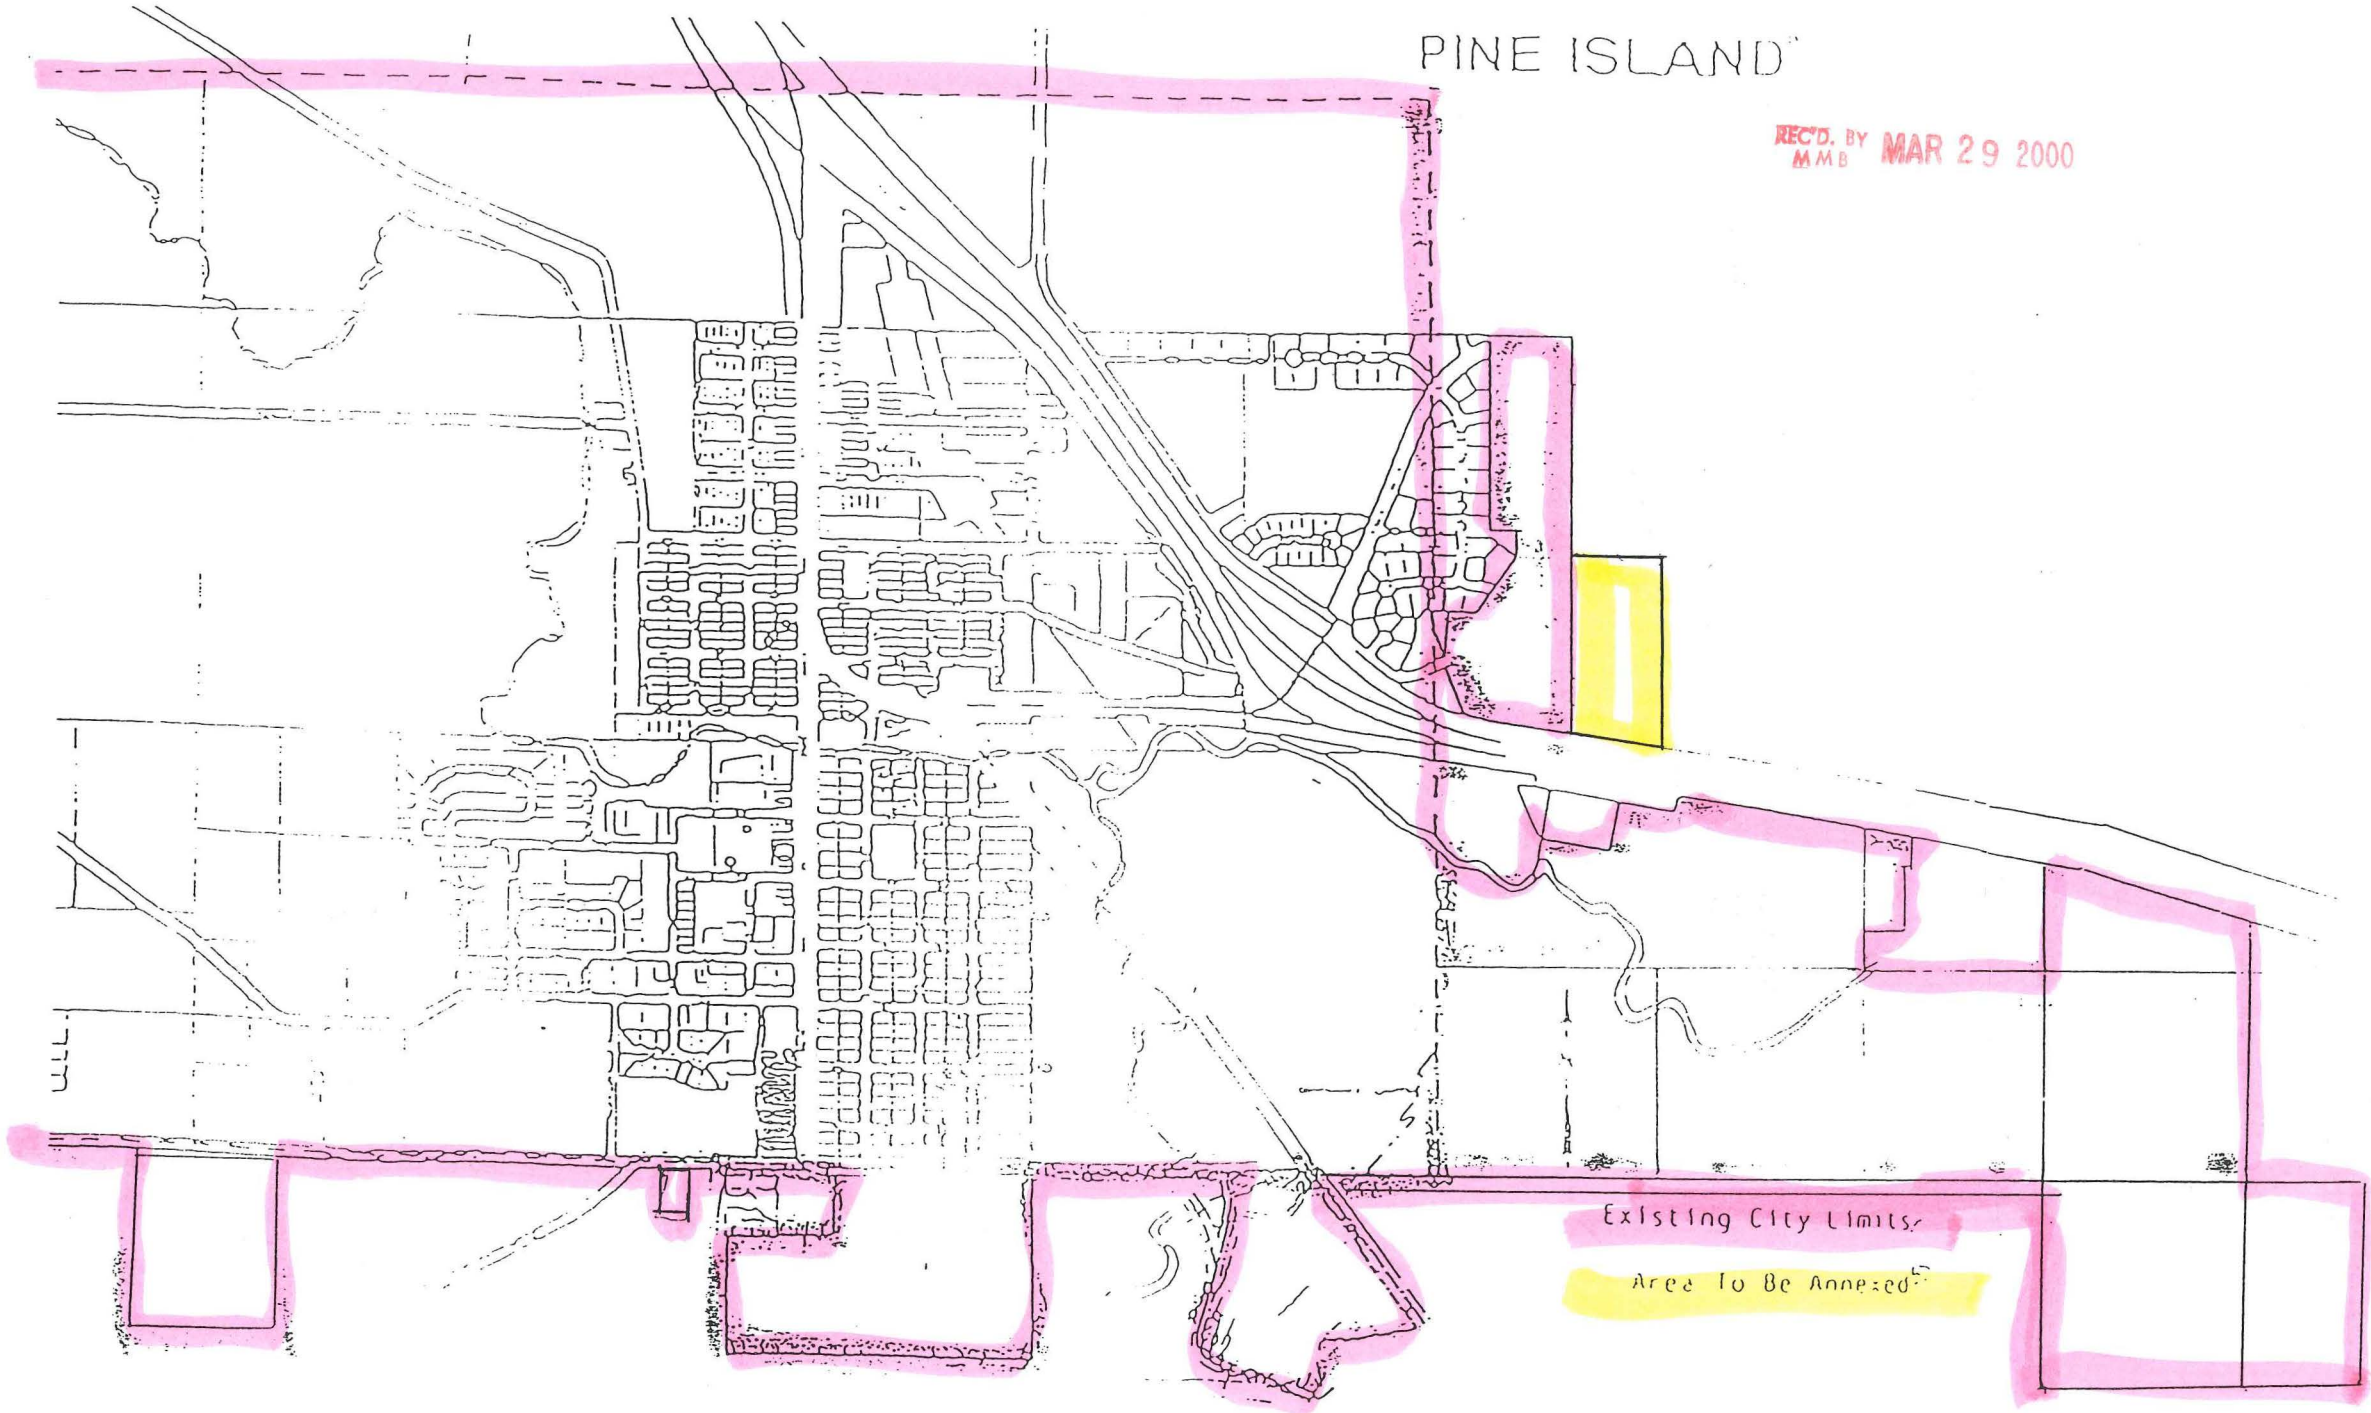 PINE ISLAND
REC'D. BY MAR 29 2000
MMB
Existing City Limits
Area To Be Annexed